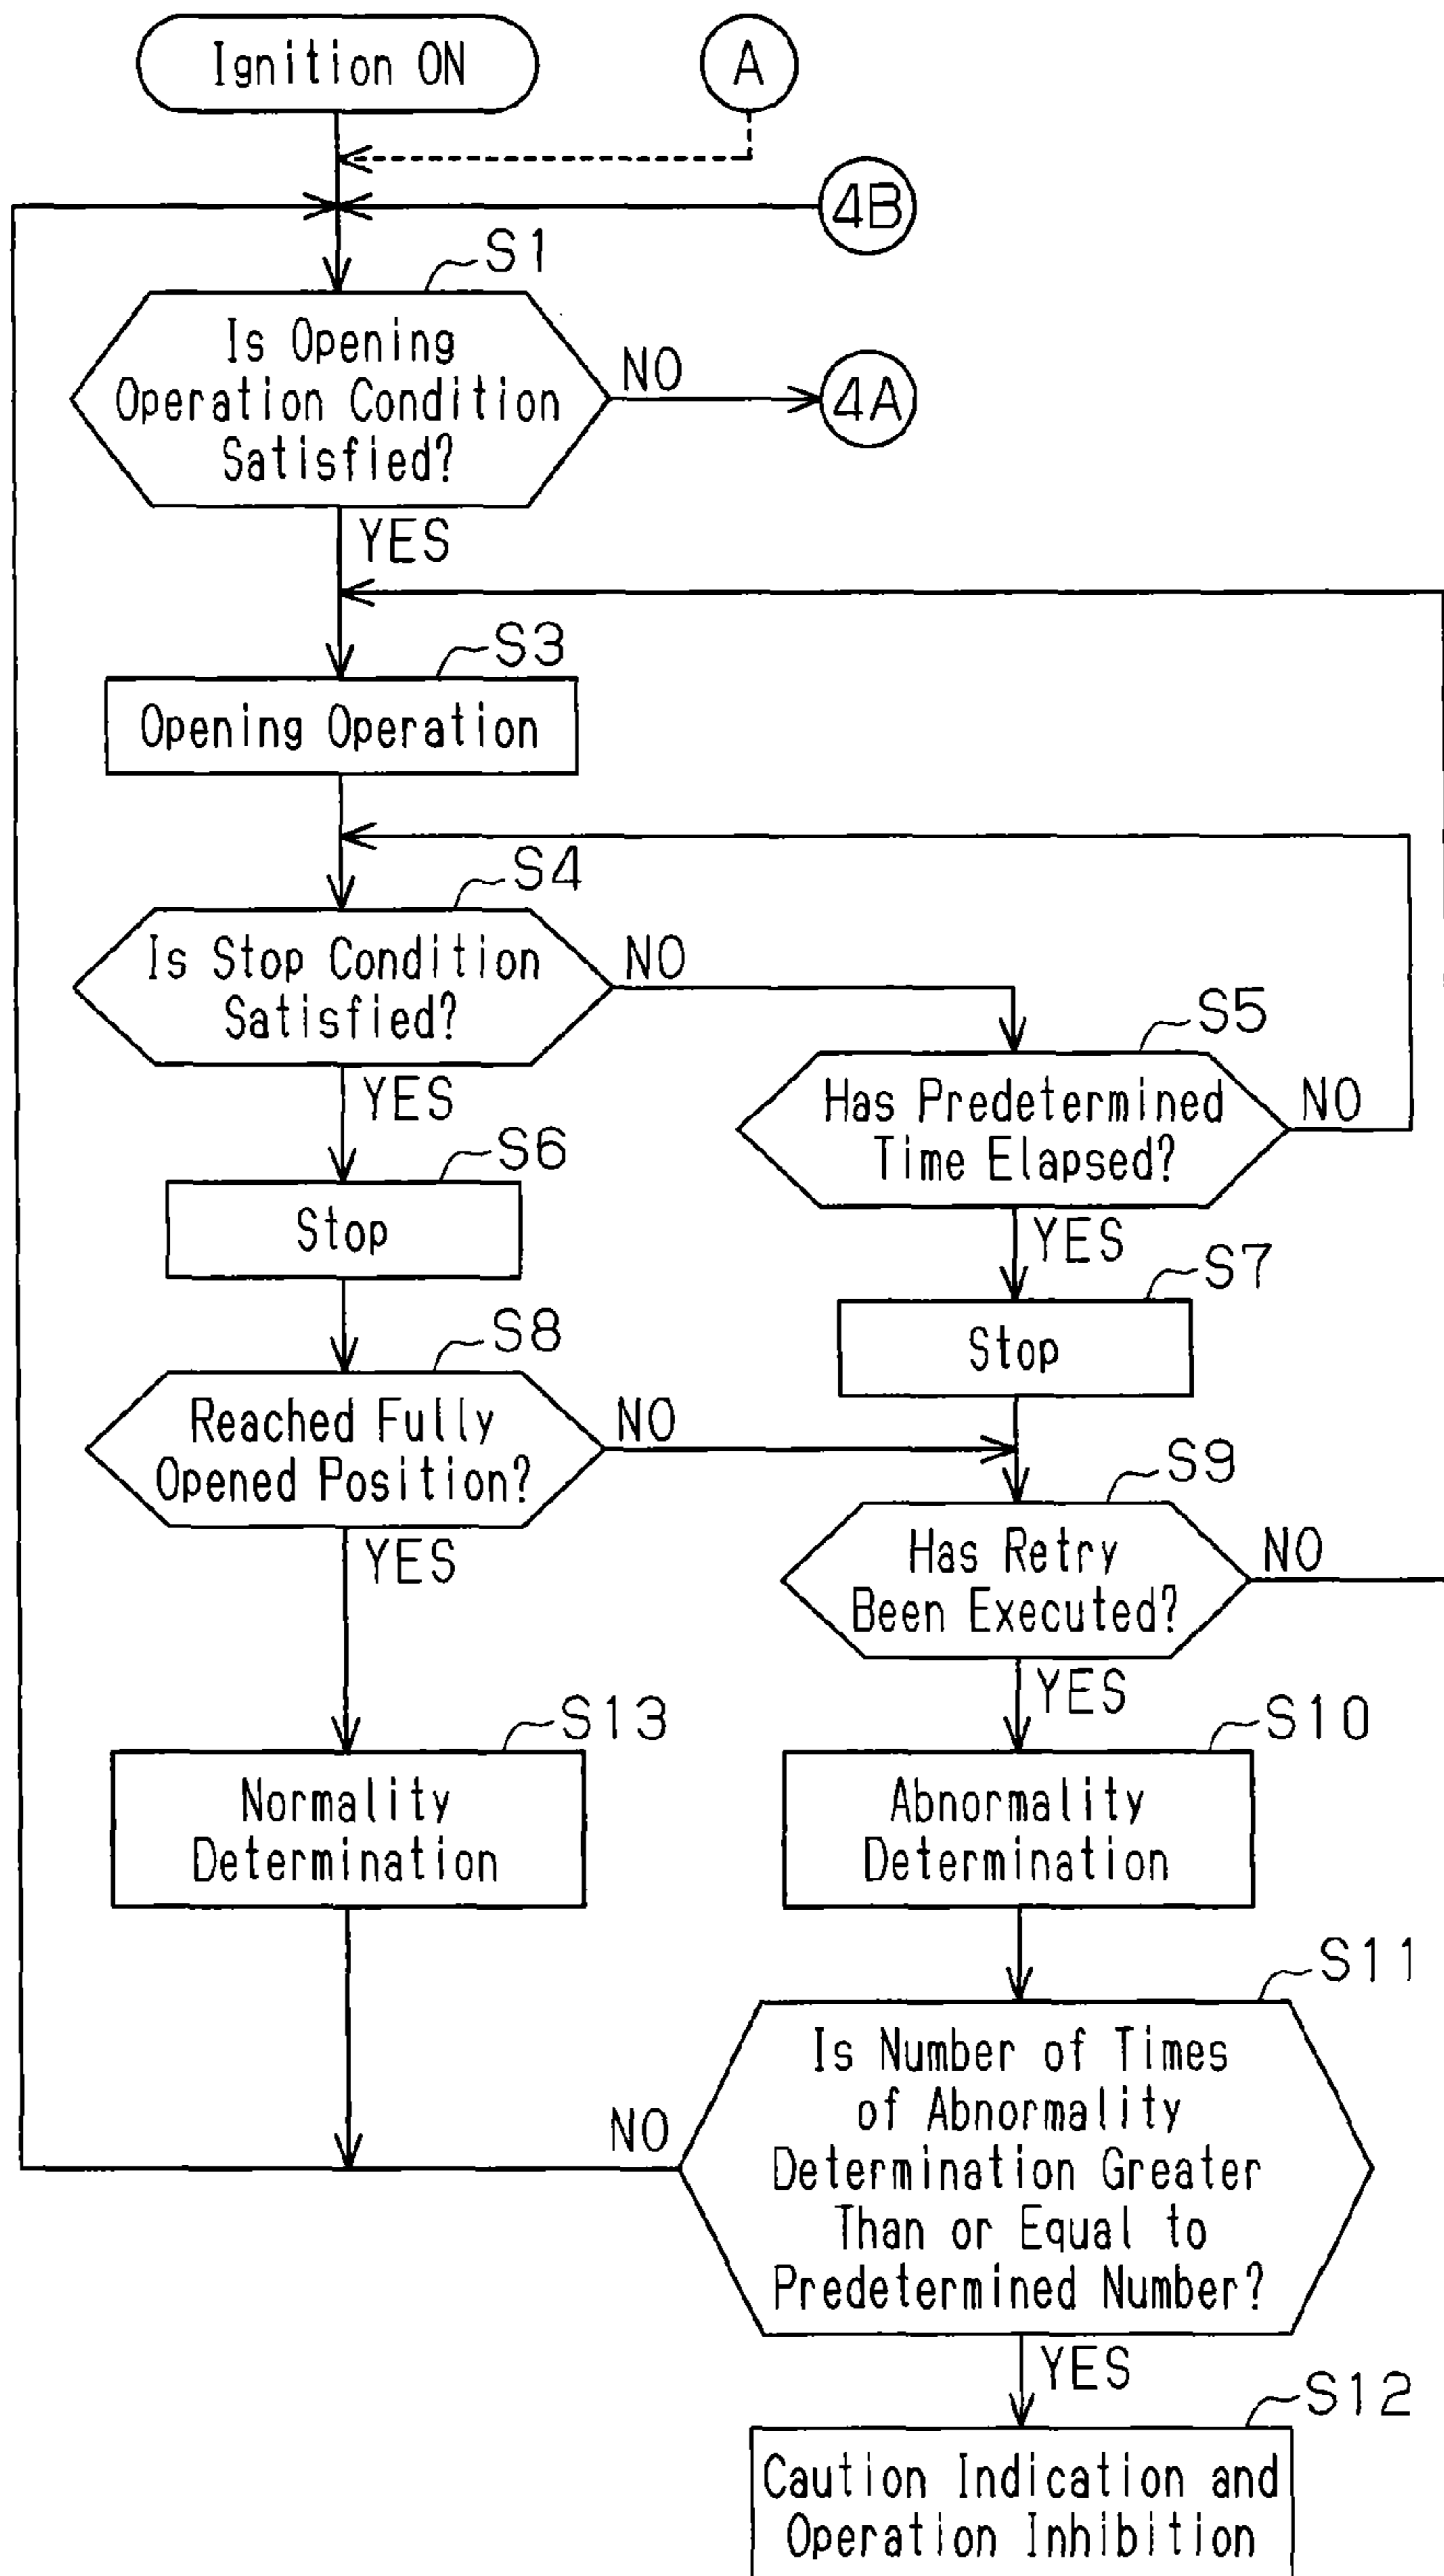 Ignition ON
A
4B
S1
Is Opening
Operation Condition
Satisfied?
NO
4A
YES
S3
Opening Operation
S4
Is Stop Condition
Satisfied?
NO
S5
Has Predetermined
Time Elapsed?
NO
YES
S6
Stop
YES
S7
Stop
S8
Reached Fully
Opened Position?
NO
S9
Has Retry
Been Executed?
NO
YES
YES
S13
Normality
Determination
S10
Abnormality
Determination
S11
Is Number of Times
of Abnormality
Determination Greater
Than or Equal to
Predetermined Number?
NO
YES
S12
Caution Indication and
Operation Inhibition